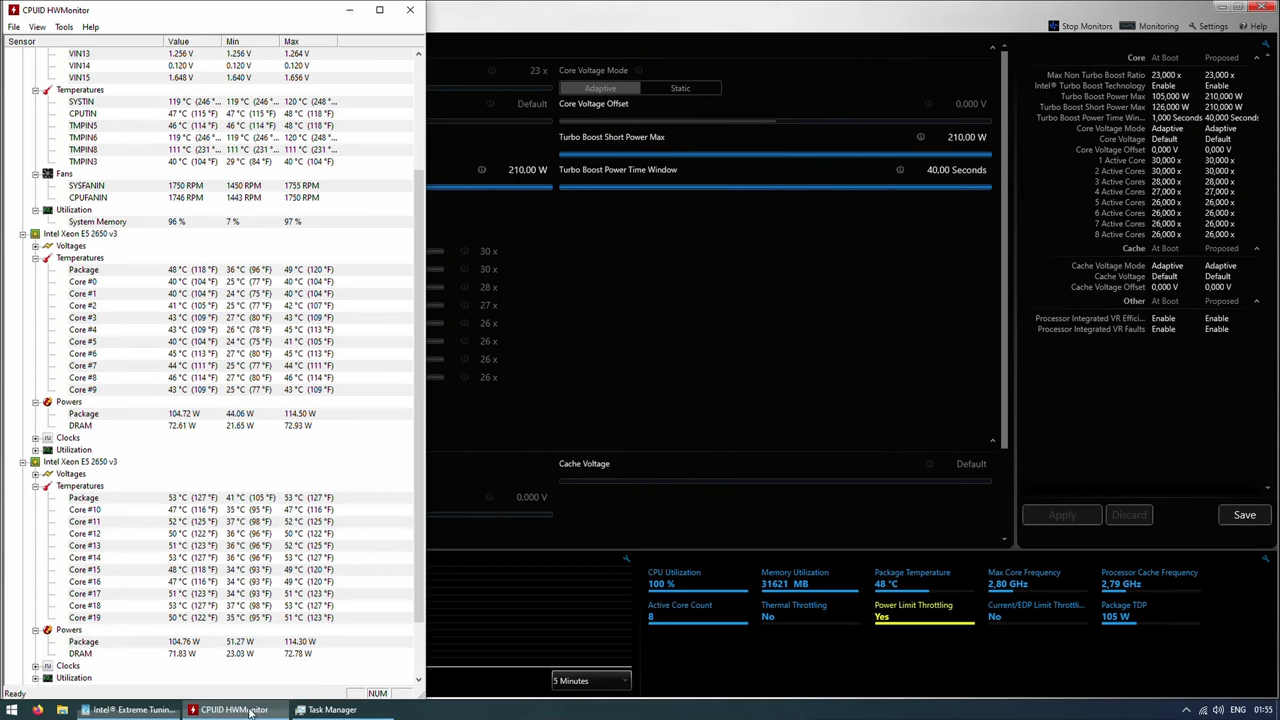 CPUID HWMonitor
File View Tools Help
Sensor Value Min Max
VIN13 1.256 V 1.256 V 1.264 V
VIN14 0.120 V 0.120 V 0.120 V
VIN15 1.648 V 1.640 V 1.656 V
Temperatures
SYSTIN 119 °C (246 °... 119 °C (246 °... 120 °C (248 °...
CPUTIN 47 °C (115 °F) 46 °C (114 °F) 48 °C (118 °F)
TMPIN5 46 °C (114 °F) 46 °C (114 °F) 48 °C (118 °F)
TMPIN6 119 °C (246 °... 119 °C (246 °... 120 °C (248 °...
TMPIN8 111 °C (231 °... 111 °C (231 °... 111 °C (231 °...
TMPIN3 40 °C (104 °F) 29 °C (84 °F) 40 °C (104 °F)
Fans
SYSFANIN 1750 RPM 1450 RPM 1755 RPM
CPUFANIN 1746 RPM 1443 RPM 1755 RPM
Utilization
System Memory 96 % 7 % 97 %
Intel Xeon E5 2650 v3
Voltages
Temperatures
Package 48 °C (118 °F) 36 °C (96 °F) 49 °C (120 °F)
Core #0 40 °C (104 °F) 25 °C (77 °F) 40 °C (104 °F)
Core #1 40 °C (104 °F) 24 °C (75 °F) 40 °C (104 °F)
Core #2 41 °C (105 °F) 24 °C (75 °F) 42 °C (107 °F)
Core #3 43 °C (109 °F) 27 °C (80 °F) 43 °C (109 °F)
Core #4 43 °C (109 °F) 26 °C (78 °F) 45 °C (113 °F)
Core #5 40 °C (104 °F) 24 °C (75 °F) 41 °C (105 °F)
Core #6 45 °C (113 °F) 27 °C (80 °F) 45 °C (113 °F)
Core #7 44 °C (111 °F) 25 °C (77 °F) 44 °C (111 °F)
Core #8 46 °C (114 °F) 27 °C (80 °F) 46 °C (114 °F)
Core #9 43 °C (109 °F) 25 °C (77 °F) 43 °C (109 °F)
Powers
Package 104.72 W 44.06 W 114.50 W
DRAM 72.61 W 21.65 W 72.93 W
Clocks
Utilization
Intel Xeon E5 2650 v3
Voltages
Temperatures
Package 53 °C (127 °F) 41 °C (105 °F) 53 °C (127 °F)
Core #10 47 °C (116 °F) 35 °C (95 °F) 47 °C (116 °F)
Core #11 52 °C (125 °F) 37 °C (98 °F) 52 °C (125 °F)
Core #12 50 °C (122 °F) 36 °C (96 °F) 50 °C (122 °F)
Core #13 51 °C (123 °F) 36 °C (96 °F) 52 °C (125 °F)
Core #14 53 °C (127 °F) 36 °C (96 °F) 53 °C (127 °F)
Core #15 48 °C (118 °F) 34 °C (93 °F) 49 °C (120 °F)
Core #16 47 °C (116 °F) 34 °C (93 °F) 49 °C (120 °F)
Core #17 51 °C (123 °F) 34 °C (93 °F) 51 °C (123 °F)
Core #18 53 °C (127 °F) 37 °C (98 °F) 53 °C (127 °F)
Core #19 51 °C (123 °F) 34 °C (93 °F) 51 °C (123 °F)
Powers
Package 104.76 W 51.27 W 114.30 W
DRAM 71.83 W 23.03 W 72.78 W
Clocks
Utilization
Ready NUM
Stop Monitors Monitoring Settings Help
23 x Core Voltage Mode
Adaptive Static
Default Core Voltage Offset 0,000 V
Turbo Boost Short Power Max 210,00 W
210,00 W Turbo Boost Power Time Window 40,00 Seconds
30 x
30 x
28 x
27 x
26 x
26 x
26 x
26 x
Cache Voltage Default
0,000 V
Core At Boot Proposed
Max Non Turbo Boost Ratio 23,000 x 23,000 x
Intel® Turbo Boost Technology Enable Enable
Turbo Boost Power Max 105,000 W 210,000 W
Turbo Boost Short Power Max 126,000 W 210,000 W
Turbo Boost Power Time Win... 1,000 Seconds 40,000 Seconds
Core Voltage Mode Adaptive Adaptive
Core Voltage Default Default
Core Voltage Offset 0,000 V 0,000 V
1 Active Core 30,000 x 30,000 x
2 Active Cores 30,000 x 30,000 x
3 Active Cores 28,000 x 28,000 x
4 Active Cores 27,000 x 27,000 x
5 Active Cores 26,000 x 26,000 x
6 Active Cores 26,000 x 26,000 x
7 Active Cores 26,000 x 26,000 x
8 Active Cores 26,000 x 26,000 x
Cache At Boot Proposed
Cache Voltage Mode Adaptive Adaptive
Cache Voltage Default Default
Cache Voltage Offset 0,000 V 0,000 V
Other At Boot Proposed
Processor Integrated VR Effici... Enable Enable
Processor Integrated VR Faults Enable Enable
Apply Discard Save
CPU Utilization Memory Utilization Package Temperature Max Core Frequency Processor Cache Frequency
100 % 31621 MB 48 °C 2,80 GHz 2,79 GHz
Active Core Count Thermal Throttling Power Limit Throttling Current/EDP Limit Throttli... Package TDP
8 No Yes No 105 W
5 Minutes
Intel® Extreme Tunin... CPUID HWMonitor Task Manager ENG 01:55